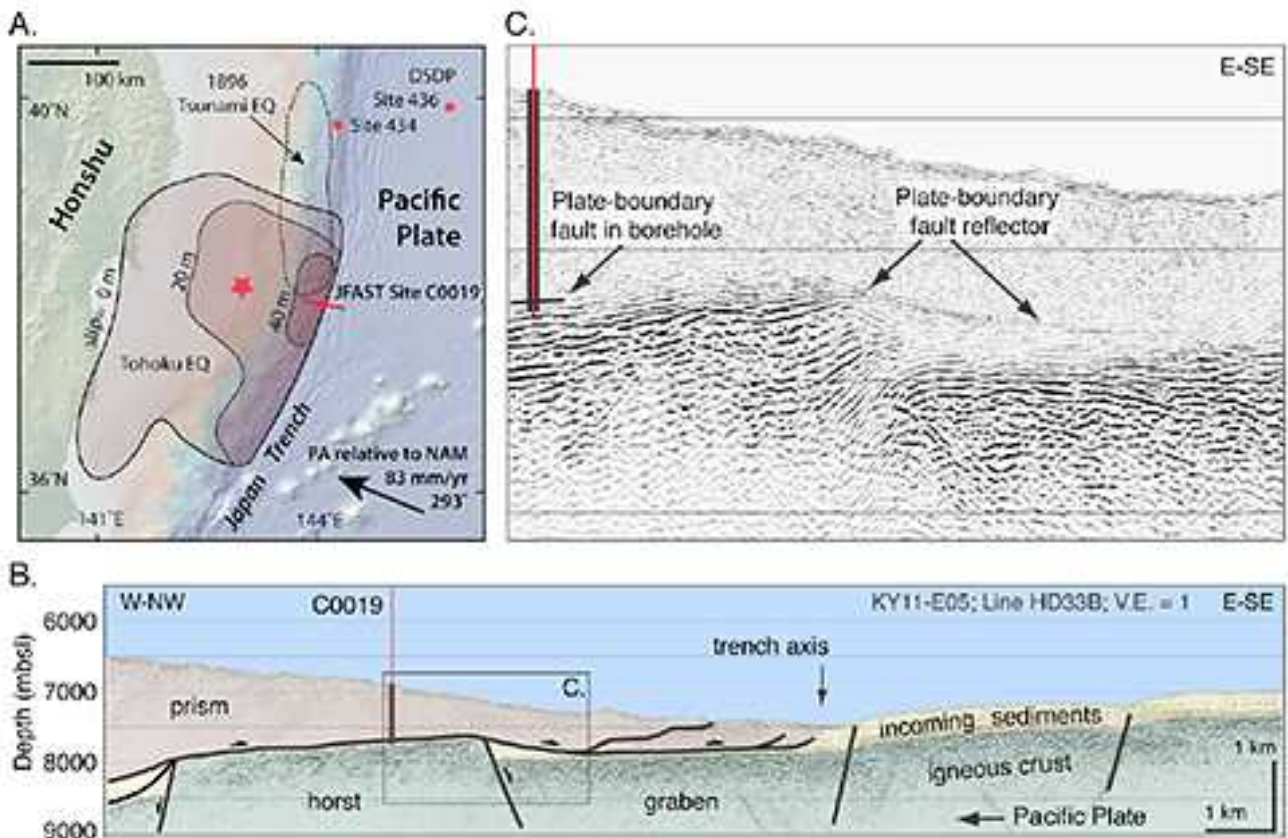 A.
100 km
1896
Tsunami EQ
DSDP
Site 436
Site 434
40°N
Honshu
Pacific
Plate
slip= 0 m
20 m
40 m
JFAST Site C0019
Tohoku EQ
Japan Trench
PA relative to NAM
83 mm/yr
293°
36°N
141°E
144°E
C.
E-SE
Plate-boundary
fault in borehole
Plate-boundary
fault reflector
B.
W-NW
C0019
KY11-E05; Line HD33B; V.E. = 1
E-SE
Depth (mbsl)
6000
7000
8000
9000
trench axis
C.
prism
incoming sediments
igneous crust
horst
graben
Pacific Plate
1 km
1 km